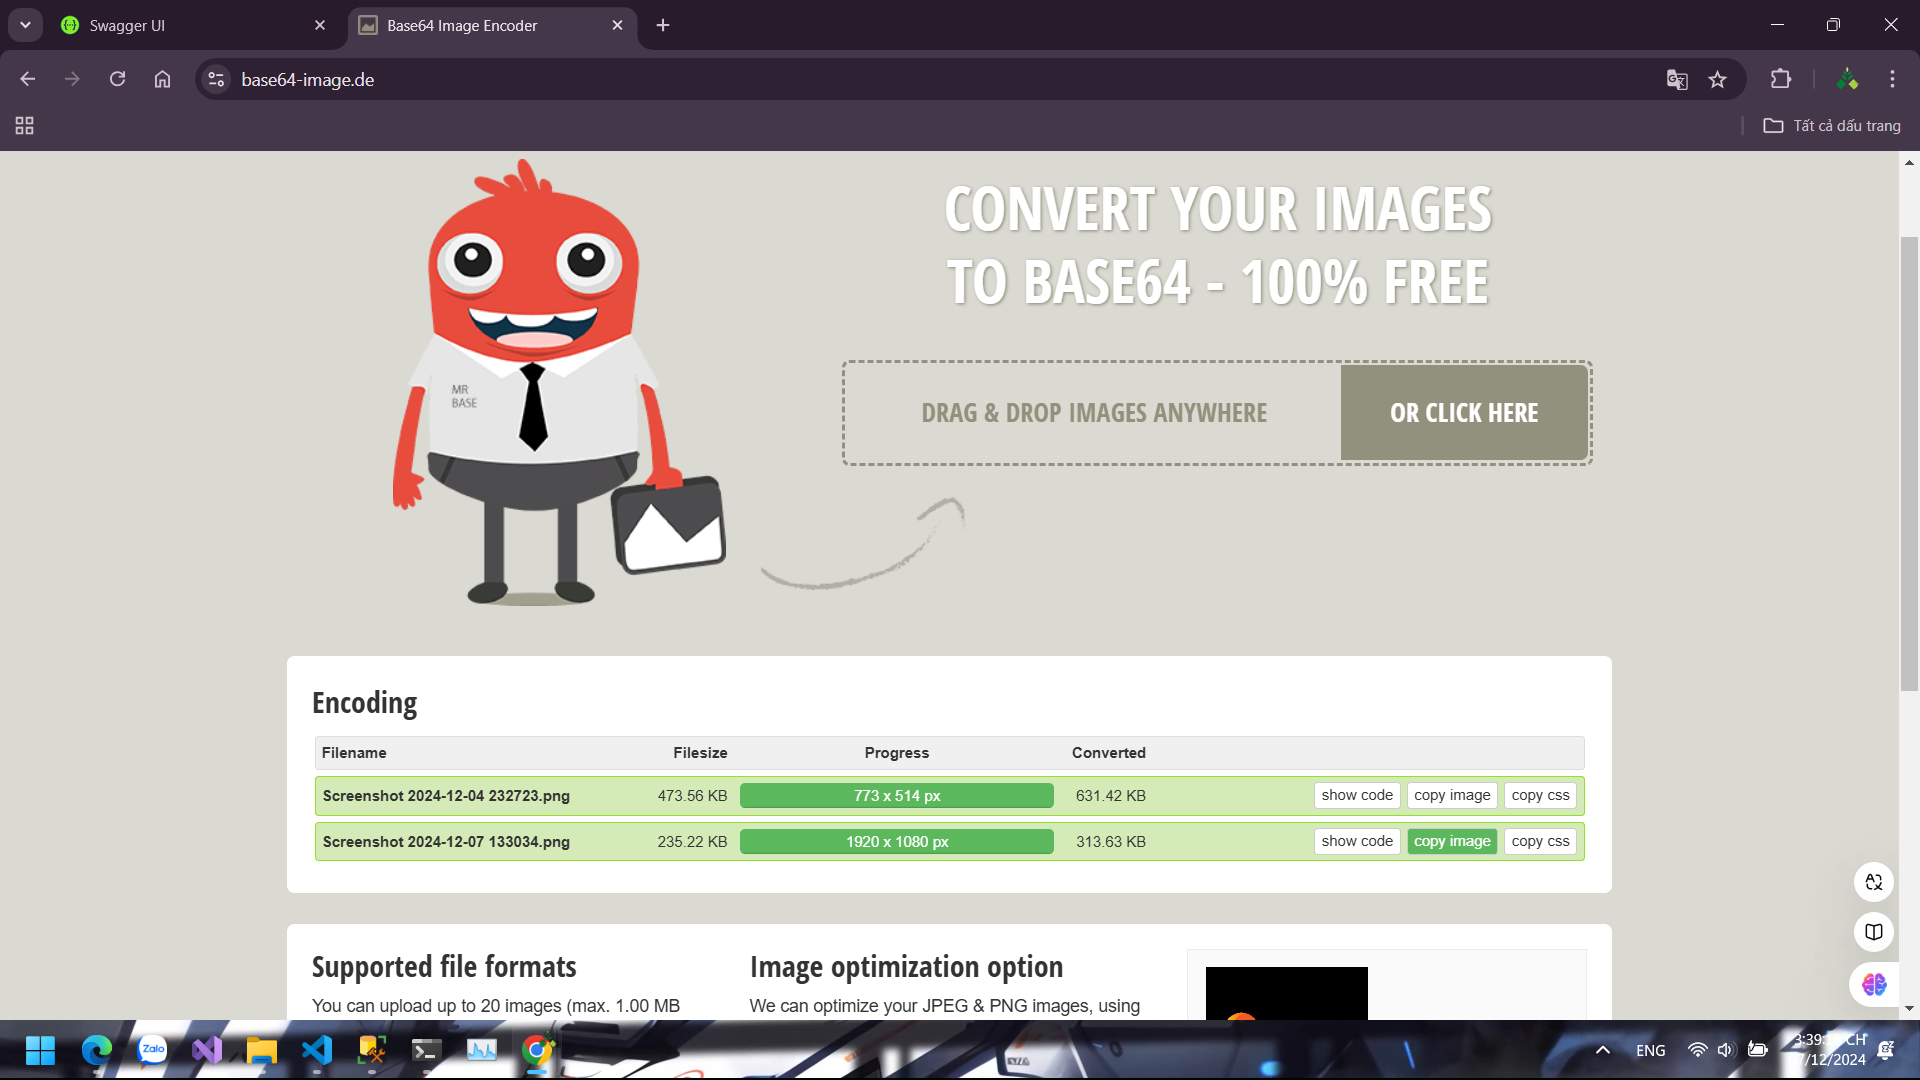 Swagger UI
Base64 Image Encoder
base64-image.de
Tất cả dấu trang
CONVERT YOUR IMAGES
TO BASE64 - 100% FREE
MR
BASE
DRAG & DROP IMAGES ANYWHERE
OR CLICK HERE
Encoding
Filename Filesize Progress Converted
Screenshot 2024-12-04 232723.png 473.56 KB 773 x 514 px 631.42 KB show code copy image copy css
Screenshot 2024-12-07 133034.png 235.22 KB 1920 x 1080 px 313.63 KB show code copy image copy css
Supported file formats
You can upload up to 20 images (max. 1.00 MB
Image optimization option
We can optimize your JPEG & PNG images, using
Zalo
ENG
CH
7/12/2024